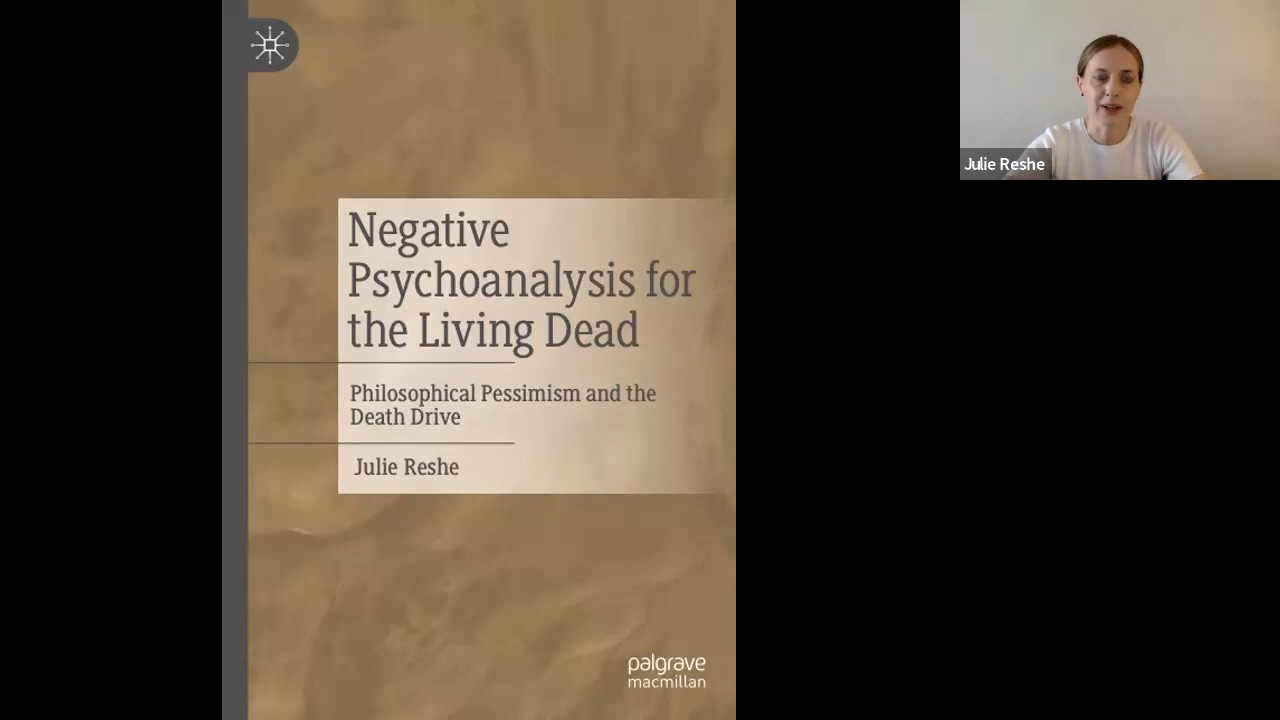 Negative
Psychoanalysis for
the Living Dead
Philosophical Pessimism and the
Death Drive
Julie Reshe
palgrave
macmillan
Julie Reshe